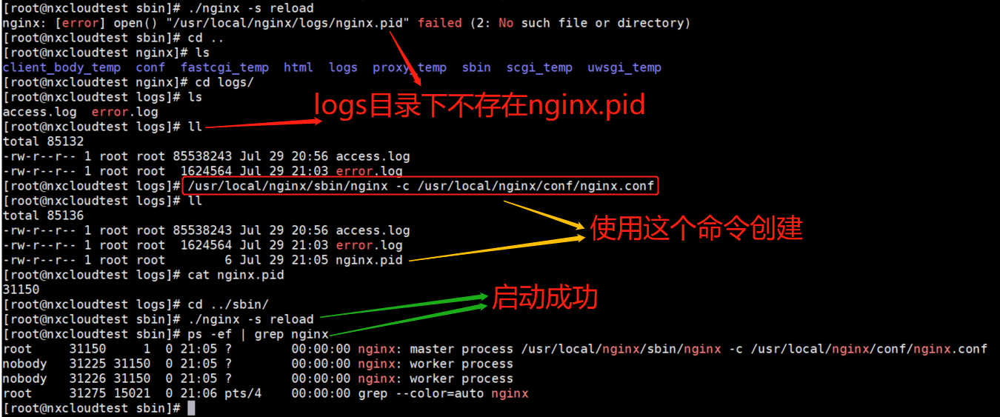 [root@nxcloudtest sbin]# ./nginx -s reload
nginx: [error] open() "/usr/local/nginx/logs/nginx.pid" failed (2: No such file or directory)
[root@nxcloudtest sbin]# cd ..
[root@nxcloudtest nginx]# ls
client_body_temp  conf  fastcgi_temp  html  logs  proxy_temp  sbin  scgi_temp  uwsgi_temp
[root@nxcloudtest nginx]# cd logs/
[root@nxcloudtest logs]# ls
logs目录下不存在nginx.pid
access.log  error.log
[root@nxcloudtest logs]# ll
total 85132
-rw-r--r-- 1 root root 85538243 Jul 29 20:56 access.log
-rw-r--r-- 1 root root  1624564 Jul 29 21:03 error.log
[root@nxcloudtest logs]# /usr/local/nginx/sbin/nginx -c /usr/local/nginx/conf/nginx.conf
[root@nxcloudtest logs]# ll
total 85136
使用这个命令创建
-rw-r--r-- 1 root root 85538243 Jul 29 20:56 access.log
-rw-r--r-- 1 root root  1624564 Jul 29 21:03 error.log
-rw-r--r-- 1 root root        6 Jul 29 21:05 nginx.pid
[root@nxcloudtest logs]# cat nginx.pid
31150
启动成功
[root@nxcloudtest logs]# cd ../sbin/
[root@nxcloudtest sbin]# ./nginx -s reload
[root@nxcloudtest sbin]# ps -ef | grep nginx
root     31150     1  0 21:05 ?        00:00:00 nginx: master process /usr/local/nginx/sbin/nginx -c /usr/local/nginx/conf/nginx.conf
nobody   31225 31150  0 21:05 ?        00:00:00 nginx: worker process
nobody   31226 31150  0 21:05 ?        00:00:00 nginx: worker process
root     31275 15021  0 21:06 pts/4    00:00:00 grep --color=auto nginx
[root@nxcloudtest sbin]#